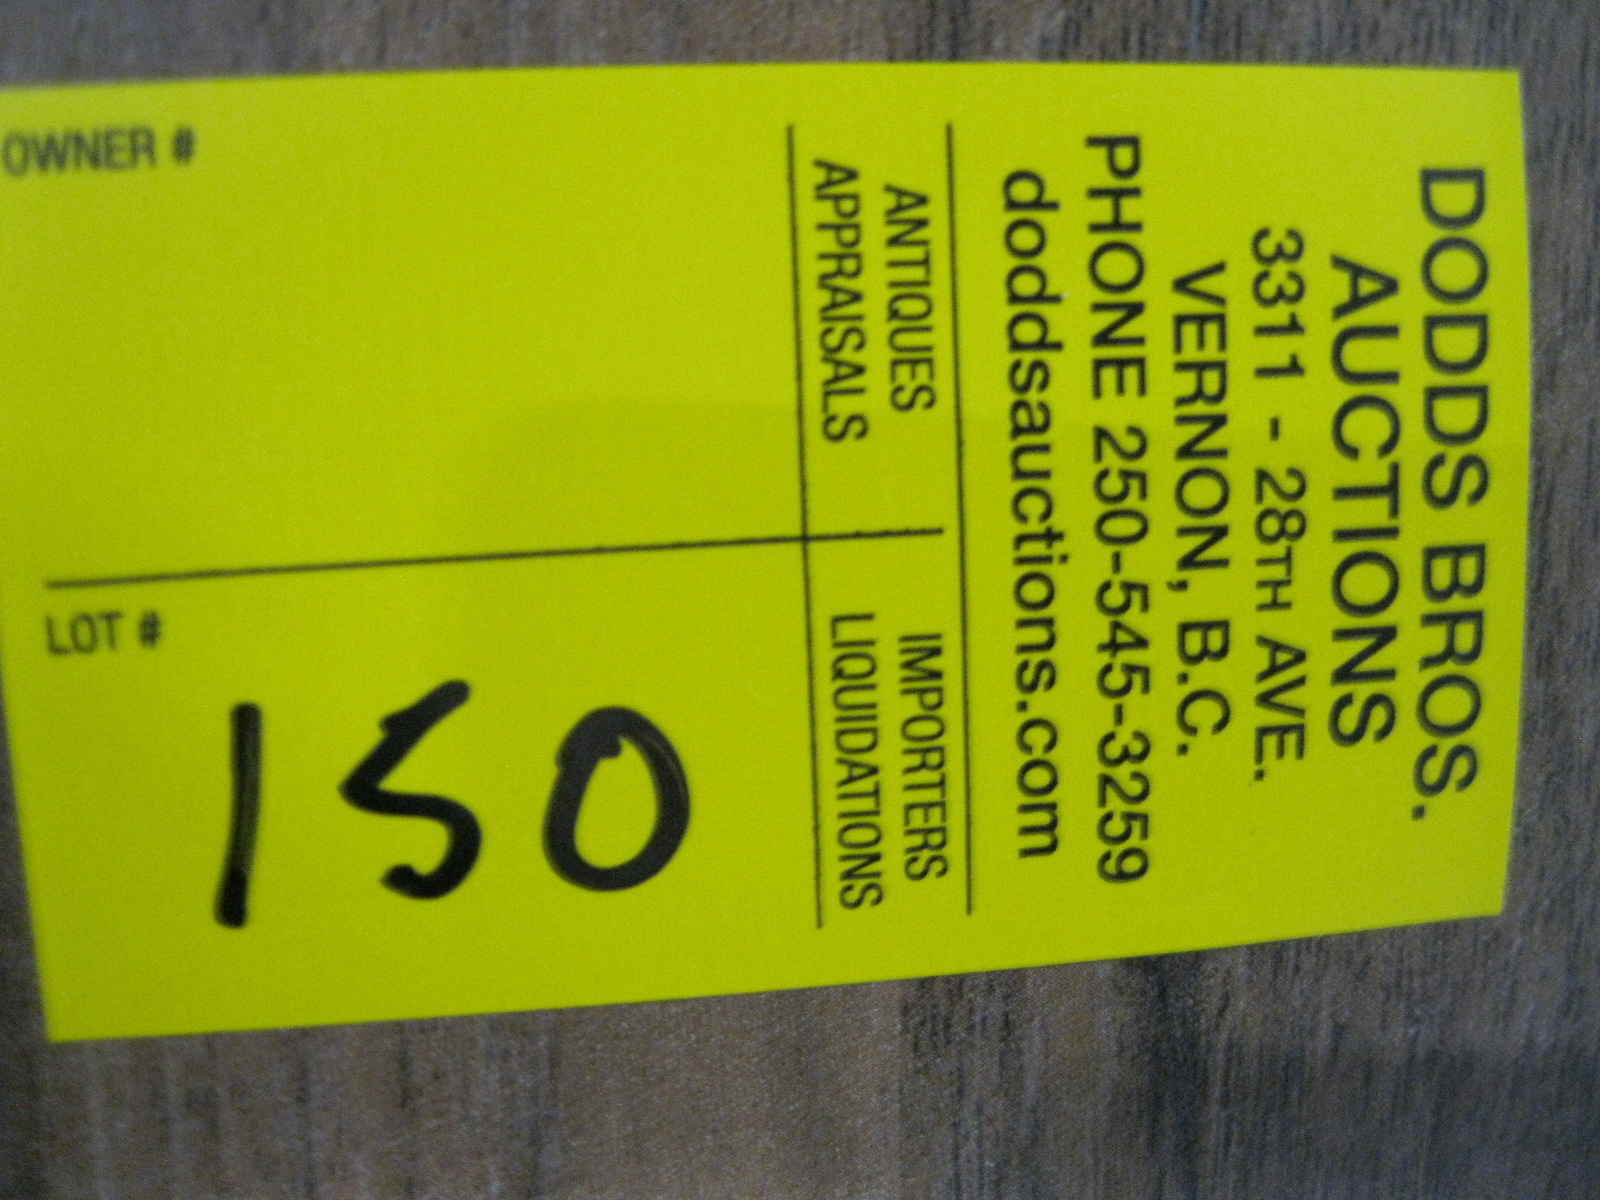 DODDS BROS.
AUCTIONS
3311 - 28TH AVE.
VERNON, B.C.
PHONE 250-545-3259
doddsauctions.com
ANTIQUES
APPRAISALS
IMPORTERS
LIQUIDATIONS
OWNER #
LOT #
150